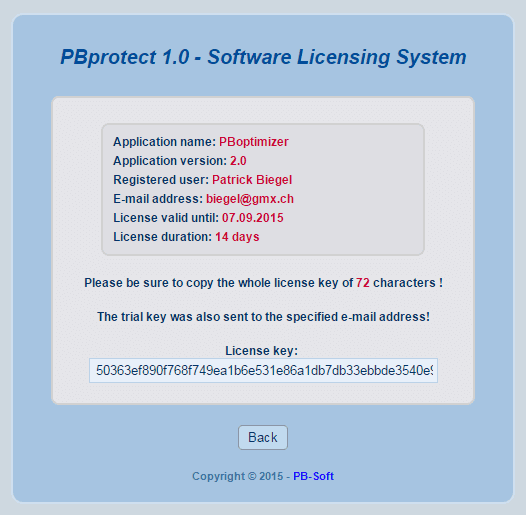 PBprotect 1.0 - Software Licensing System
Application name: PBoptimizer
Application version: 2.0
Registered user: Patrick Biegel
E-mail address: biegel@gmx.ch
License valid until: 07.09.2015
License duration: 14 days
Please be sure to copy the whole license key of 72 characters !
The trial key was also sent to the specified e-mail address!
License key:
50363ef890f768f749ea1b6e531e86a1db7db33ebbde3540e9
Back
Copyright © 2015 - PB-Soft